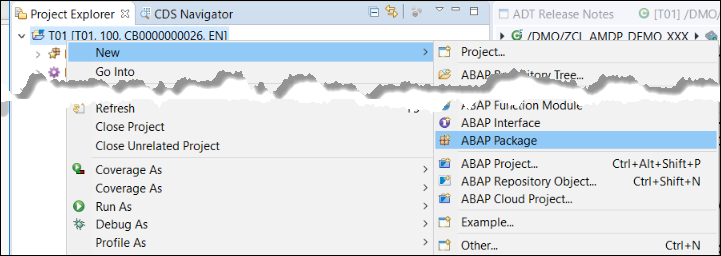 Project Explorer CDS Navigator ADT Release Notes [T01] /DMO/
T01 [T01, 100, CB0000000026, EN] /DMO/ZCL_AMDP_DEMO_XXX
New Project...
Go Into ABAP Repository Tree...
ABAP Function Module
Refresh ABAP Interface
Close Project ABAP Package
Close Unrelated Project
ABAP Project... Ctrl+Alt+Shift+P
Coverage As ABAP Repository Object... Ctrl+Shift+N
Coverage As ABAP Cloud Project...
Run As
Debug As Example...
Profile As Other... Ctrl+N